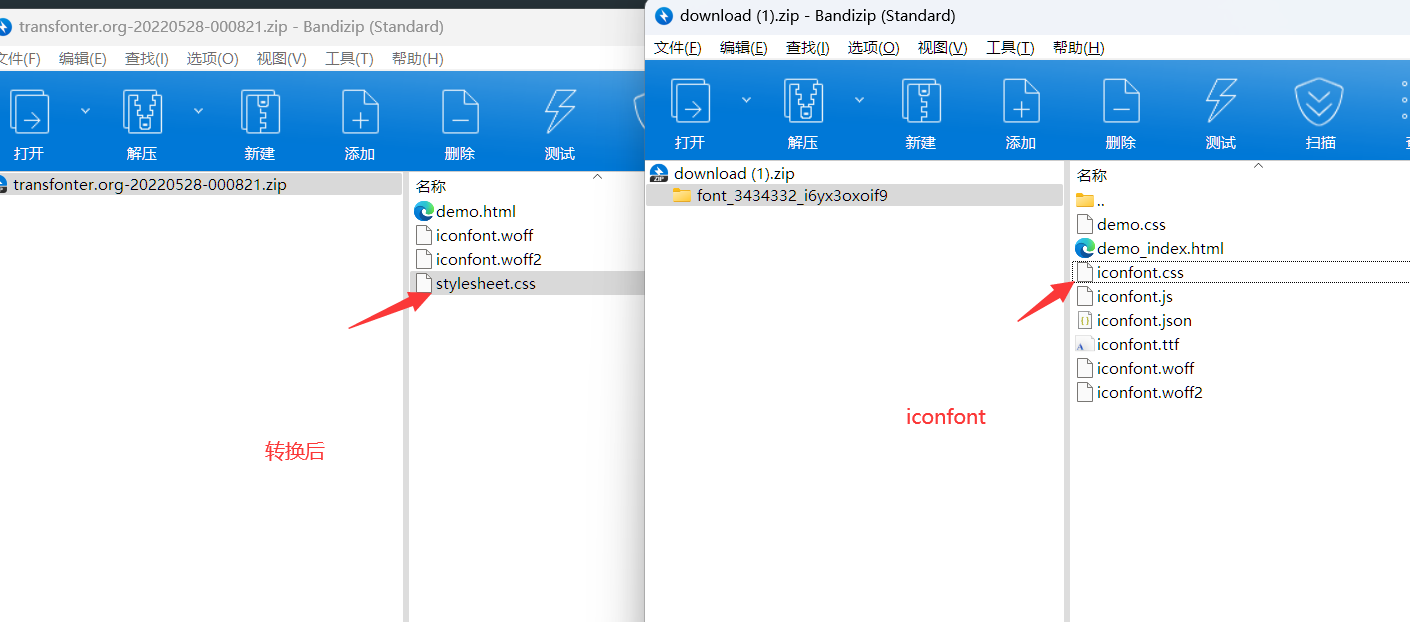 transfonter.org-20220528-000821.zip - Bandizip (Standard)
文件(F) 编辑(E) 查找(I) 选项(O) 视图(V) 工具(T) 帮助(H)
打开 解压 新建 添加 删除 测试
transfonter.org-20220528-000821.zip
名称
demo.html
iconfont.woff
iconfont.woff2
stylesheet.css
转换后
download (1).zip - Bandizip (Standard)
文件(F) 编辑(E) 查找(I) 选项(O) 视图(V) 工具(T) 帮助(H)
打开 解压 新建 添加 删除 测试 扫描
download (1).zip
font_3434332_i6yx3oxoif9
名称
..
demo.css
demo_index.html
iconfont.css
iconfont.js
iconfont.json
iconfont.ttf
iconfont.woff
iconfont.woff2
iconfont